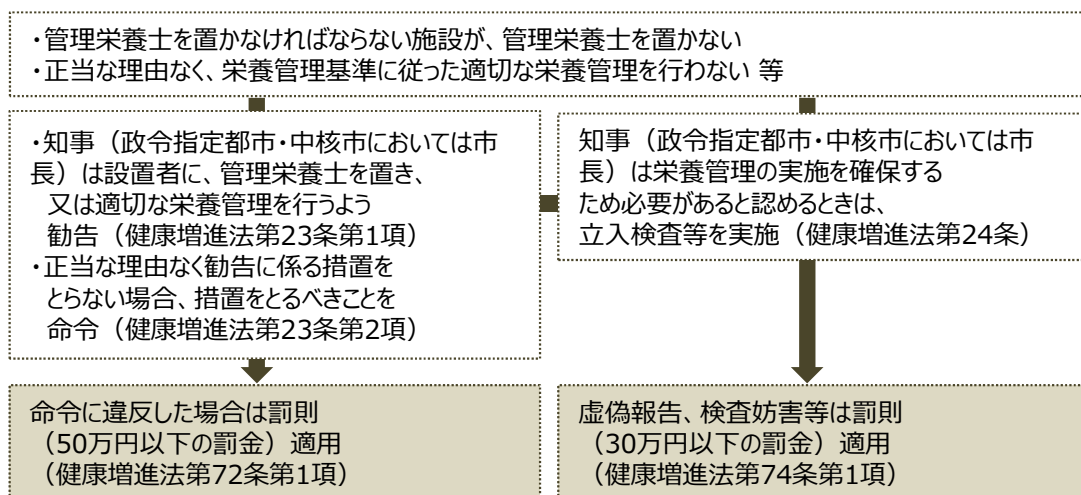 ・管理栄養士を置かなければならない施設が、管理栄養士を置かない
・正当な理由なく、栄養管理基準に従った適切な栄養管理を行わない 等
・知事（政令指定都市・中核市においては市
長）は設置者に、管理栄養士を置き、
又は適切な栄養管理を行うよう
勧告（健康増進法第23条第1項）
・正当な理由なく勧告に係る措置を
とらない場合、措置をとるべきことを
命令（健康増進法第23条第2項）
知事（政令指定都市・中核市においては市
長）は栄養管理の実施を確保する
ため必要があると認めるときは、
立入検査等を実施（健康増進法第24条）
命令に違反した場合は罰則
（50万円以下の罰金）適用
（健康増進法第72条第1項）
虚偽報告、検査妨害等は罰則
（30万円以下の罰金）適用
（健康増進法第74条第1項）